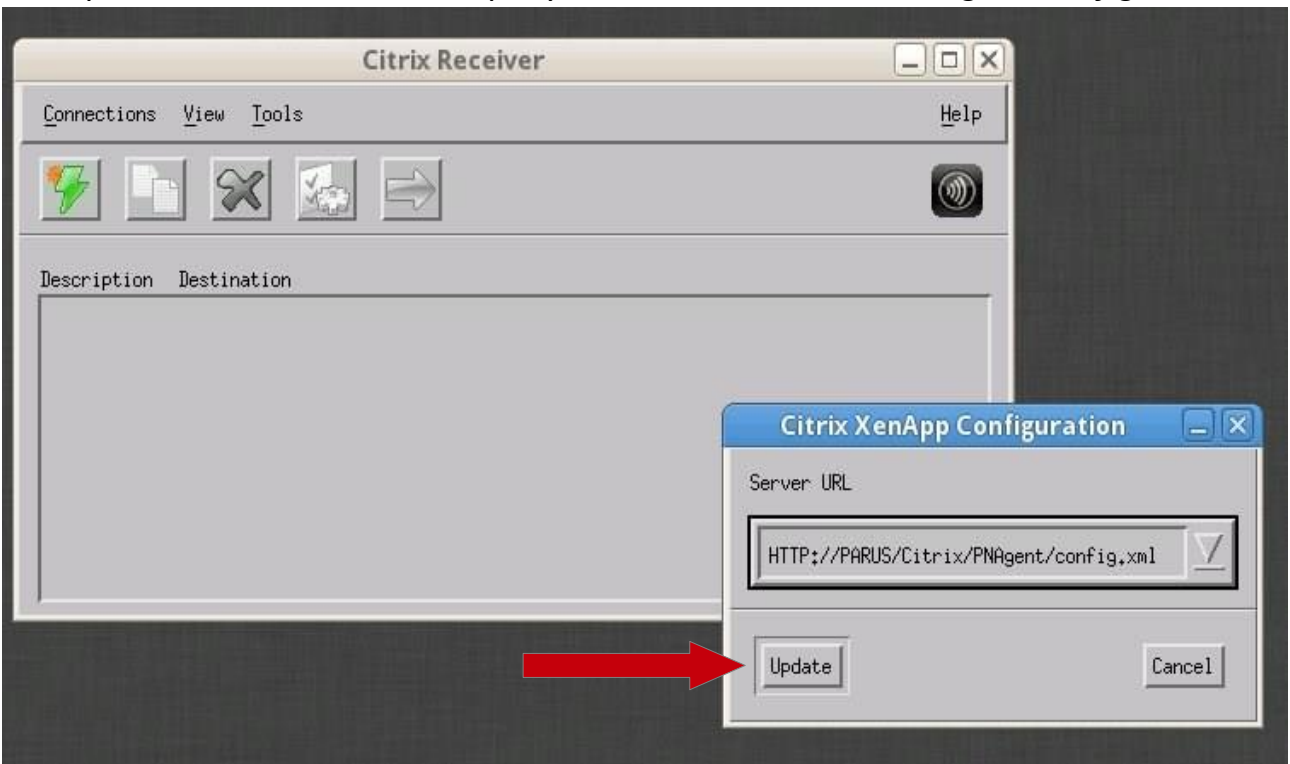 Citrix Receiver
Connections View Tools Help
Description Destination
Citrix XenApp Configuration
Server URL
HTTP://PARUS/Citrix/PNAgent/config.xml
Update Cancel